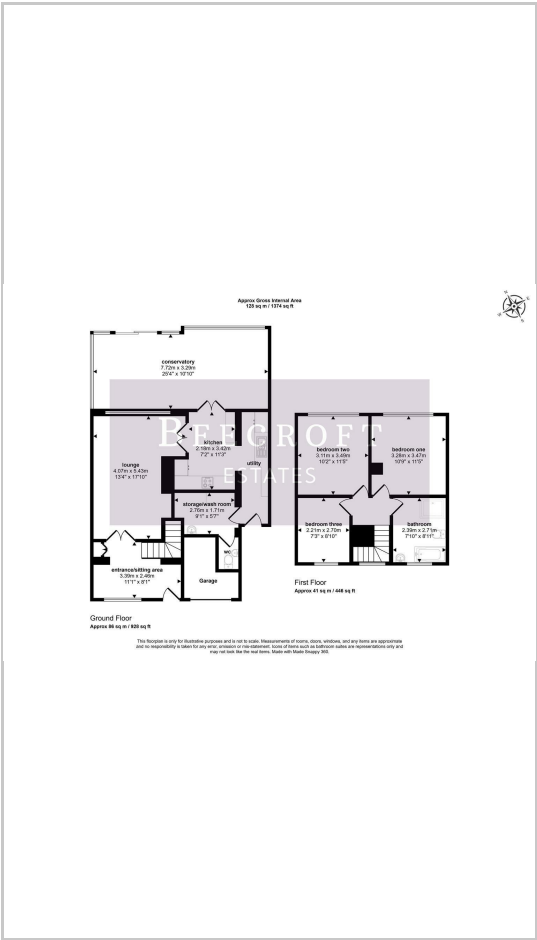 Approx Gross Internal Area
128 sq m / 1374 sq ft
conservatory
7.72m x 3.29m
25'4" x 10'10"
BEECROFT
ESTATES
lounge
4.07m x 5.43m
13'4" x 17'10"
kitchen
2.18m x 3.42m
7'2" x 11'3"
utility
storage/wash room
2.76m x 1.71m
9'1" x 5'7"
WC
entrance/sitting area
3.39m x 2.46m
11'1" x 8'1"
Garage
bedroom two
3.11m x 3.49m
10'2" x 11'5"
bedroom one
3.28m x 3.47m
10'9" x 11'5"
bedroom three
2.21m x 2.70m
7'3" x 8'10"
bathroom
2.39m x 2.71m
7'10" x 8'11"
Ground Floor
Approx 86 sq m / 928 sq ft
First Floor
Approx 41 sq m / 446 sq ft
This floorplan is only for illustrative purposes and is not to scale. Measurements of rooms, doors, windows, and any items are approximate
and no responsibility is taken for any error, omission or mis-statement. Icons of items such as bathroom suites are representations only and
may not look like the real items. Made with Made Snappy 360.